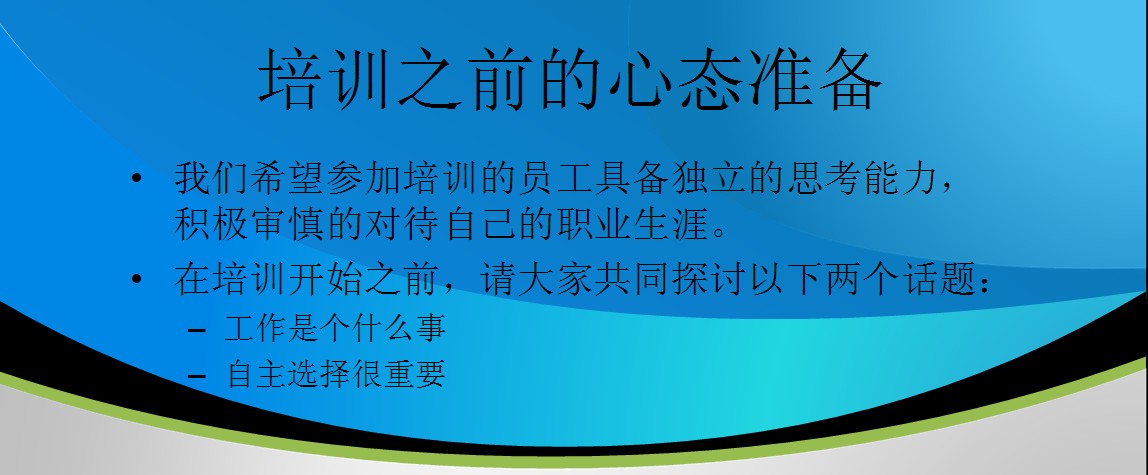 培训之前的心态准备
• 我们希望参加培训的员工具备独立的思考能力，
积极审慎的对待自己的职业生涯。
• 在培训开始之前，请大家共同探讨以下两个话题：
– 工作是个什么事
– 自主选择很重要